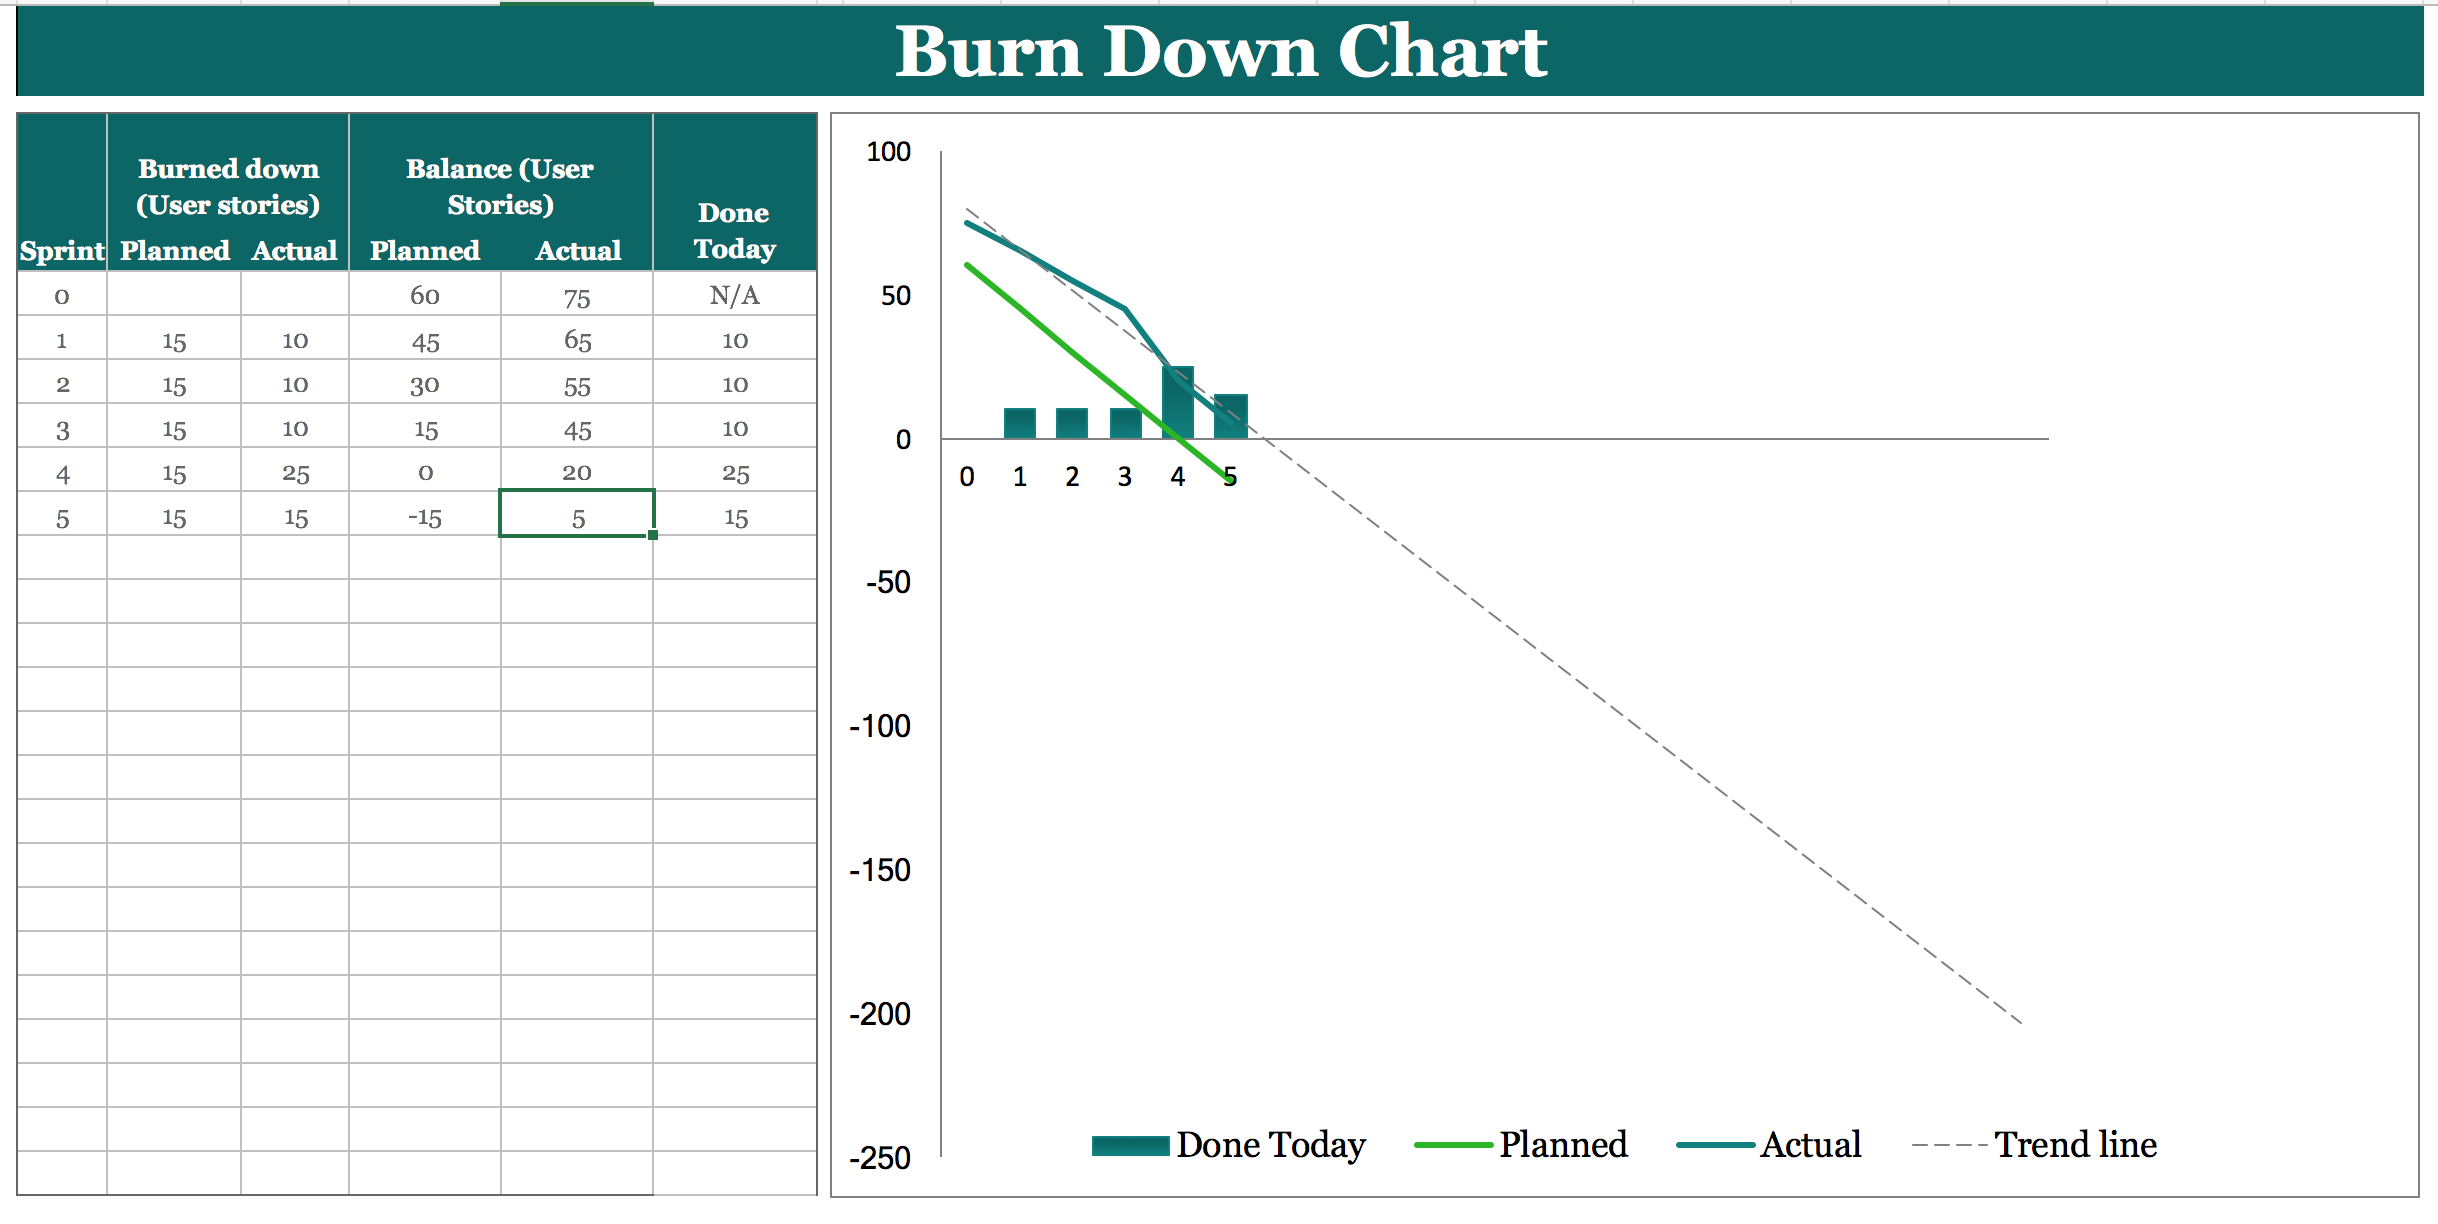 Burn Down Chart
Burned down
(User stories)
Balance (User
Stories)
Done
Today
Sprint Planned Actual Planned Actual
0 60 75 N/A
1 15 10 45 65 10
2 15 10 30 55 10
3 15 10 15 45 10
4 15 25 0 20 25
5 15 15 -15 5 15
100
50
0
-50
-100
-150
-200
-250
0 1 2 3 4 5
Done Today Planned Actual Trend line